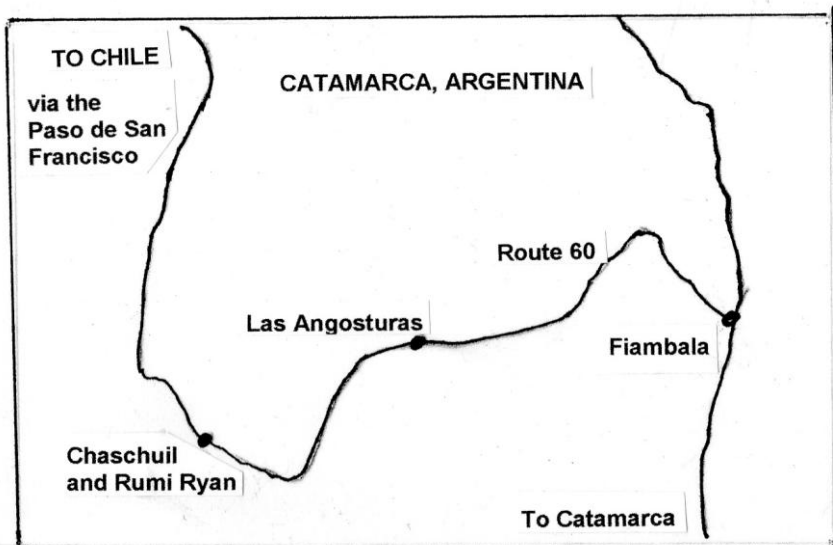 TO CHILE
via the
Paso de San
Francisco
CATAMARCA, ARGENTINA
Route 60
Las Angosturas
Fiambala
Chaschuil
and Rumi Ryan
To Catamarca